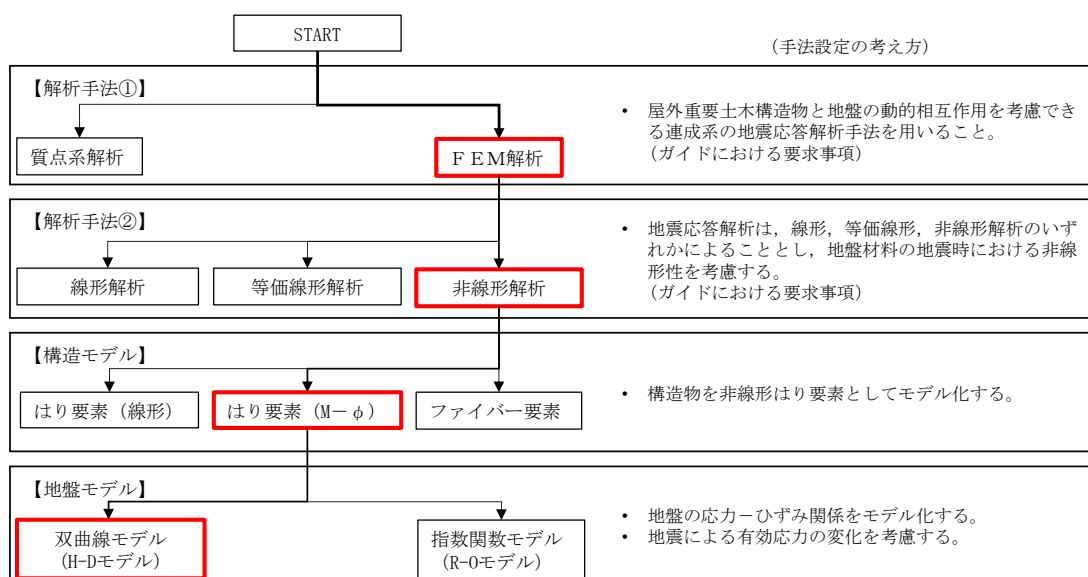 START
(手法設定の考え方)
【解析手法①】
質点系解析
ＦＥＭ解析
• 屋外重要土木構造物と地盤の動的相互作用を考慮でき
る連成系の地震応答解析手法を用いること。
(ガイドにおける要求事項)
【解析手法②】
線形解析
等価線形解析
非線形解析
• 地震応答解析は，線形，等価線形，非線形解析のいず
れかによることとし，地盤材料の地震時における非線
形性を考慮する。
(ガイドにおける要求事項)
【構造モデル】
はり要素（線形）
はり要素（M－φ）
ファイバー要素
• 構造物を非線形はり要素としてモデル化する。
【地盤モデル】
双曲線モデル
(H-Dモデル)
指数関数モデル
(R-Oモデル)
• 地盤の応力－ひずみ関係をモデル化する。
• 地震による有効応力の変化を考慮する。